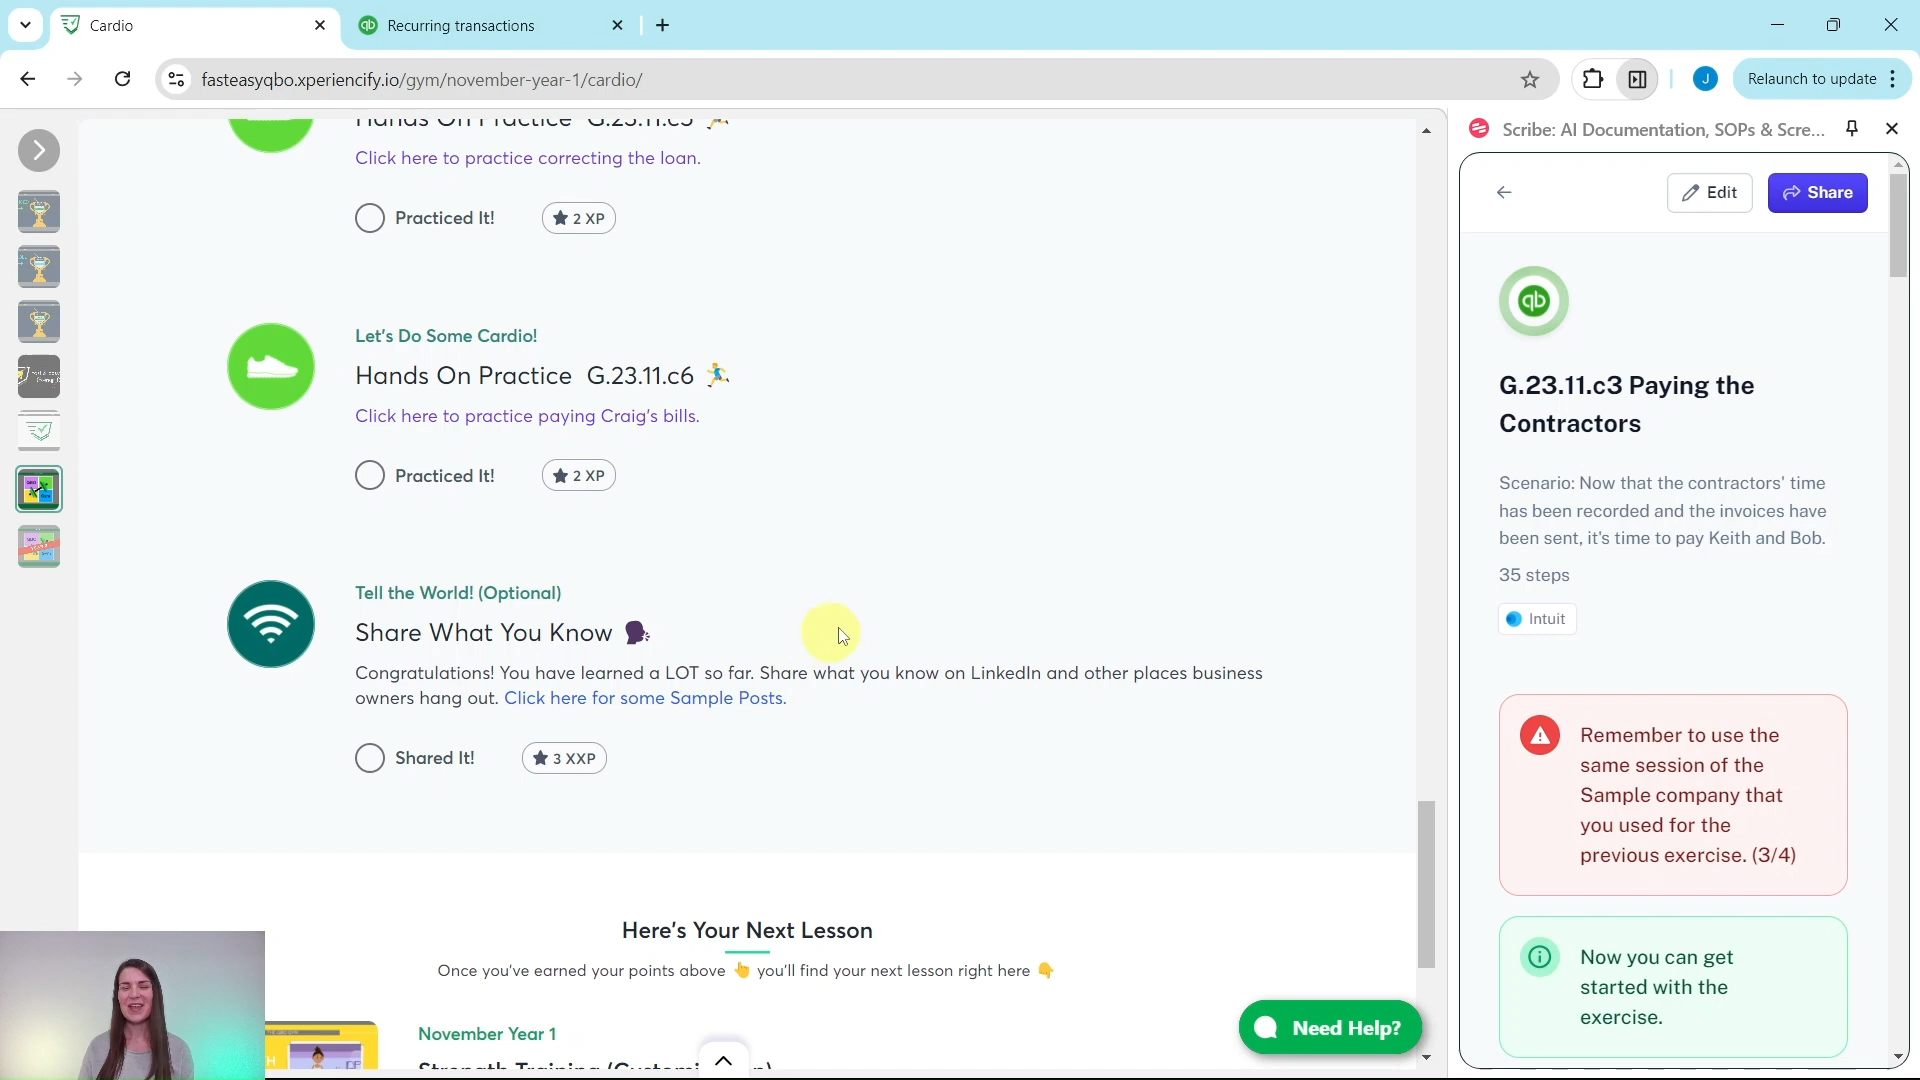 Cardio
Recurring transactions
fasteasyqbo.xperiencify.io/gym/november-year-1/cardio/
J
Relaunch to update
Hands On Practice G.23.11.c5
Click here to practice correcting the loan.
Practiced It!
2 XP
Let's Do Some Cardio!
Hands On Practice G.23.11.c6
Click here to practice paying Craig's bills.
Practiced It!
2 XP
Tell the World! (Optional)
Share What You Know
Congratulations! You have learned a LOT so far. Share what you know on LinkedIn and other places business
owners hang out. Click here for some Sample Posts.
Shared It!
3 XXP
Here's Your Next Lesson
Once you've earned your points above 👆 you'll find your next lesson right here 👇
November Year 1
Need Help?
Scribe: AI Documentation, SOPs & Scre...
Edit
Share
qb
G.23.11.c3 Paying the
Contractors
Scenario: Now that the contractors' time
has been recorded and the invoices have
been sent, it's time to pay Keith and Bob.
35 steps
Intuit
Remember to use the
same session of the
Sample company that
you used for the
previous exercise. (3/4)
Now you can get
started with the
exercise.